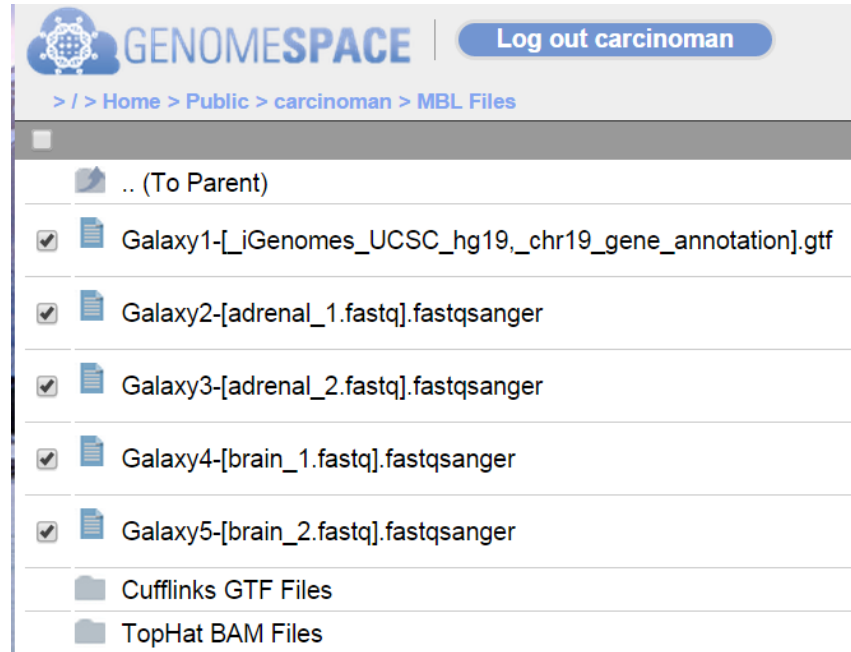 GENOMESPACE
Log out carcinoman
> / > Home > Public > carcinoman > MBL Files
.. (To Parent)
Galaxy1-[_iGenomes_UCSC_hg19,_chr19_gene_annotation].gtf
Galaxy2-[adrenal_1.fastq].fastqsanger
Galaxy3-[adrenal_2.fastq].fastqsanger
Galaxy4-[brain_1.fastq].fastqsanger
Galaxy5-[brain_2.fastq].fastqsanger
Cufflinks GTF Files
TopHat BAM Files